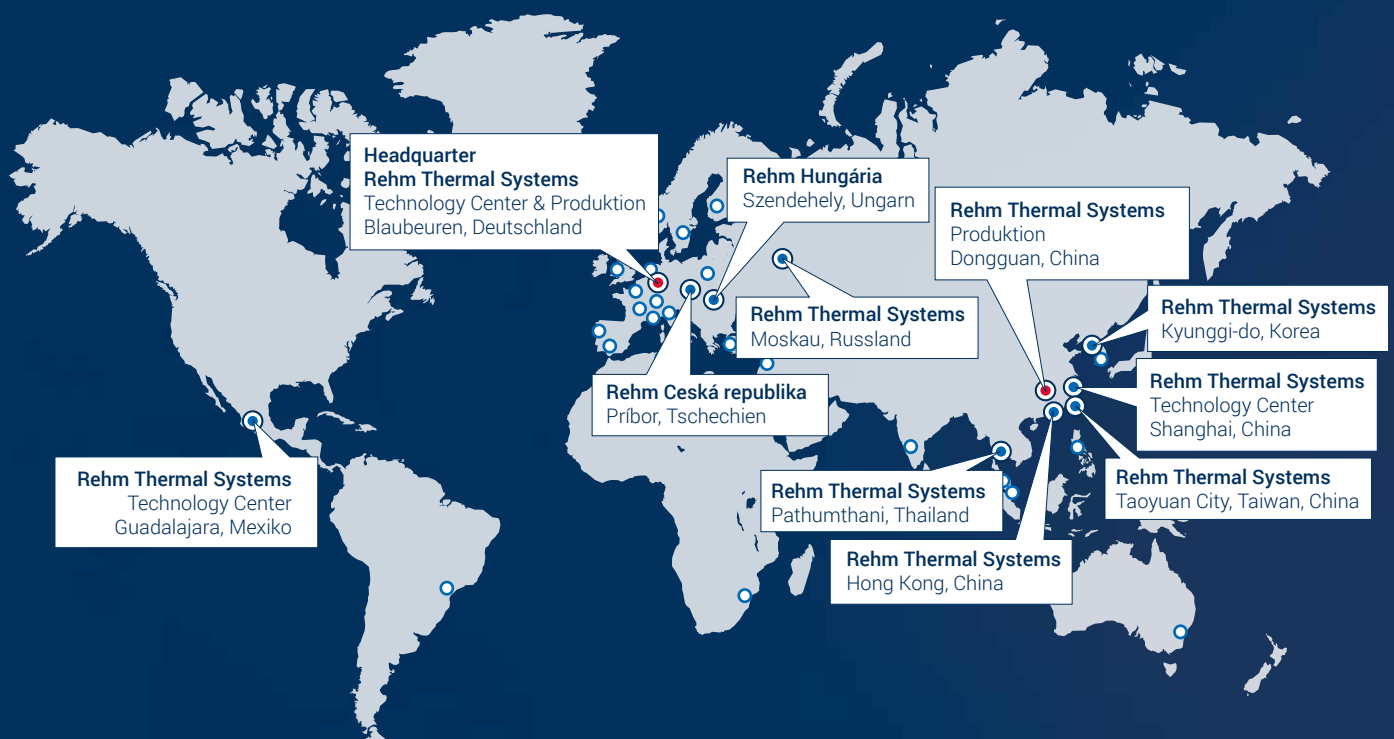 Headquarter
Rehm Thermal Systems
Technology Center & Produktion
Blaubeuren, Deutschland
Rehm Hungária
Szendehely, Ungarn
Rehm Thermal Systems
Produktion
Dongguan, China
Rehm Thermal Systems
Moskau, Russland
Rehm Thermal Systems
Kyunggi-do, Korea
Rehm Ceská republika
Príbor, Tschechien
Rehm Thermal Systems
Technology Center
Shanghai, China
Rehm Thermal Systems
Technology Center
Guadalajara, Mexiko
Rehm Thermal Systems
Pathumthani, Thailand
Rehm Thermal Systems
Taoyuan City, Taiwan, China
Rehm Thermal Systems
Hong Kong, China